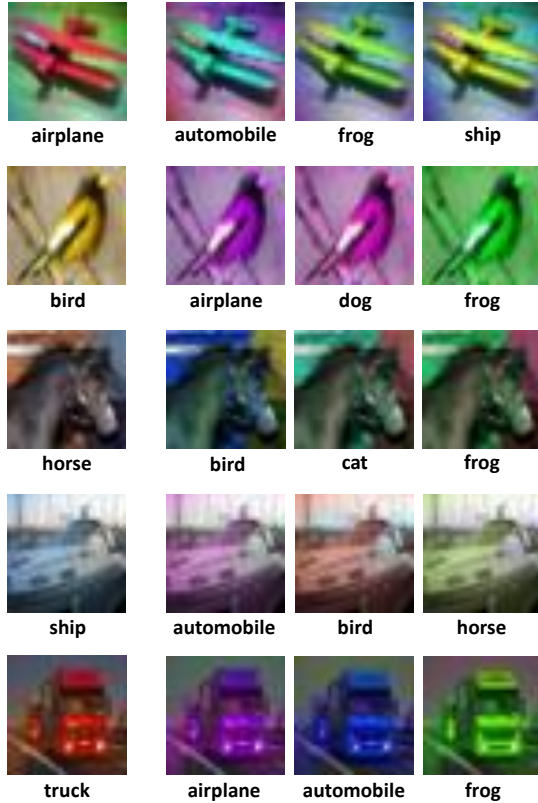 airplane automobile frog ship
bird airplane dog frog
horse bird cat frog
ship automobile bird horse
truck airplane automobile frog